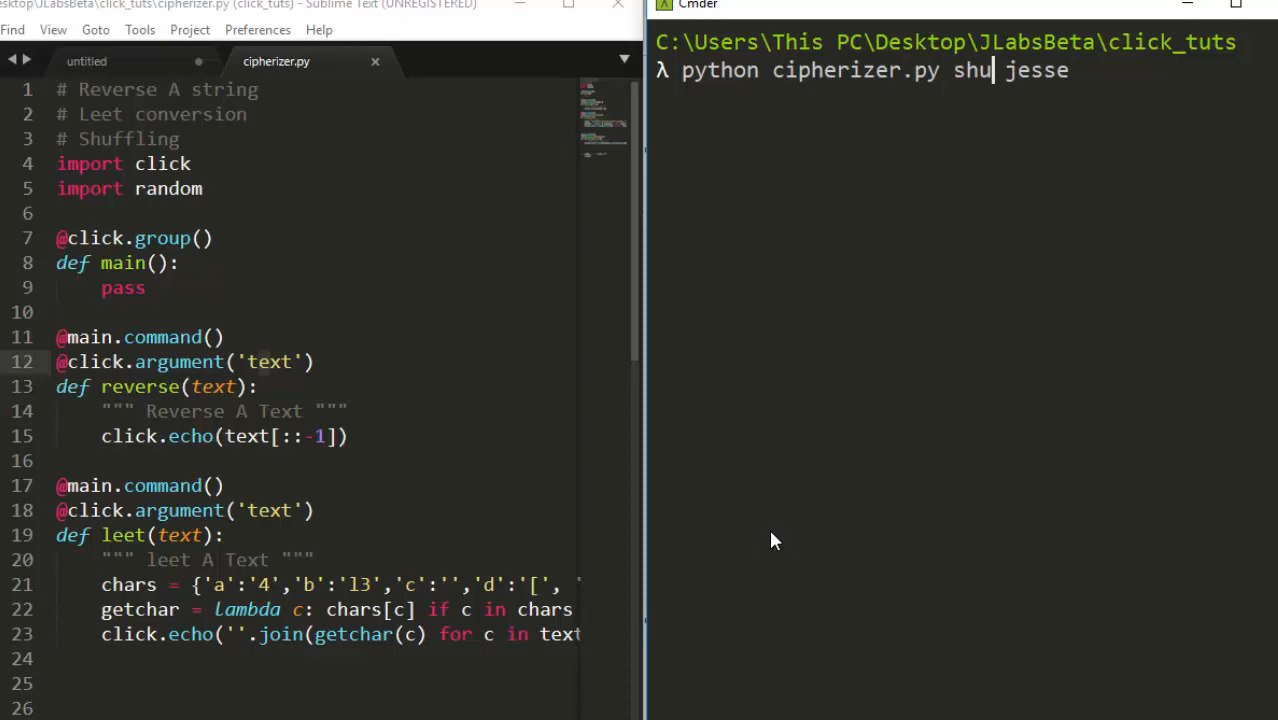 esktop\JLabsBeta\click_tuts\cipherizer.py (click_tuts) - Sublime Text (UNREGISTERED)
Find View Goto Tools Project Preferences Help
untitled cipherizer.py
1 # Reverse A string
2 # Leet conversion
3 # Shuffling
4 import click
5 import random
6
7 @click.group()
8 def main():
9     pass
10
11 @main.command()
12 @click.argument('text')
13 def reverse(text):
14     """ Reverse A Text """
15     click.echo(text[::-1])
16
17 @main.command()
18 @click.argument('text')
19 def leet(text):
20     """ leet A Text """
21     chars = {'a':'4','b':'l3','c':'','d':'[', '
22     getchar = lambda c: chars[c] if c in chars
23     click.echo(''.join(getchar(c) for c in text
24
25
26
Cmder
C:\Users\This PC\Desktop\JLabsBeta\click_tuts
λ python cipherizer.py shu jesse